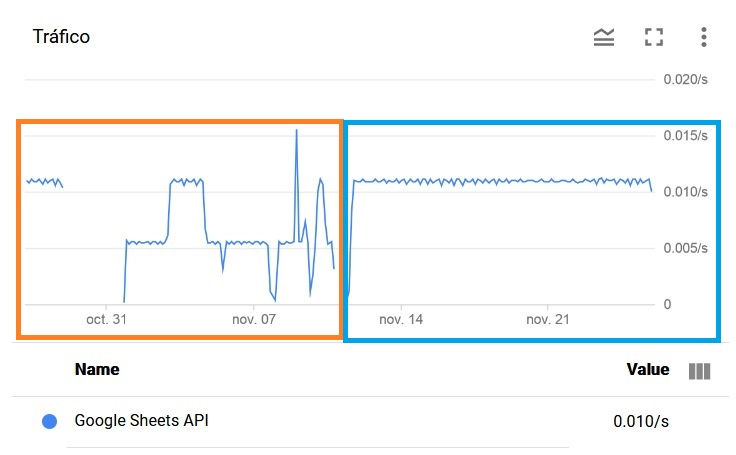 Tráfico
0.020/s
0.015/s
0.010/s
0.005/s
0
oct. 31 nov. 07 nov. 14 nov. 21
Name Value
Google Sheets API 0.010/s